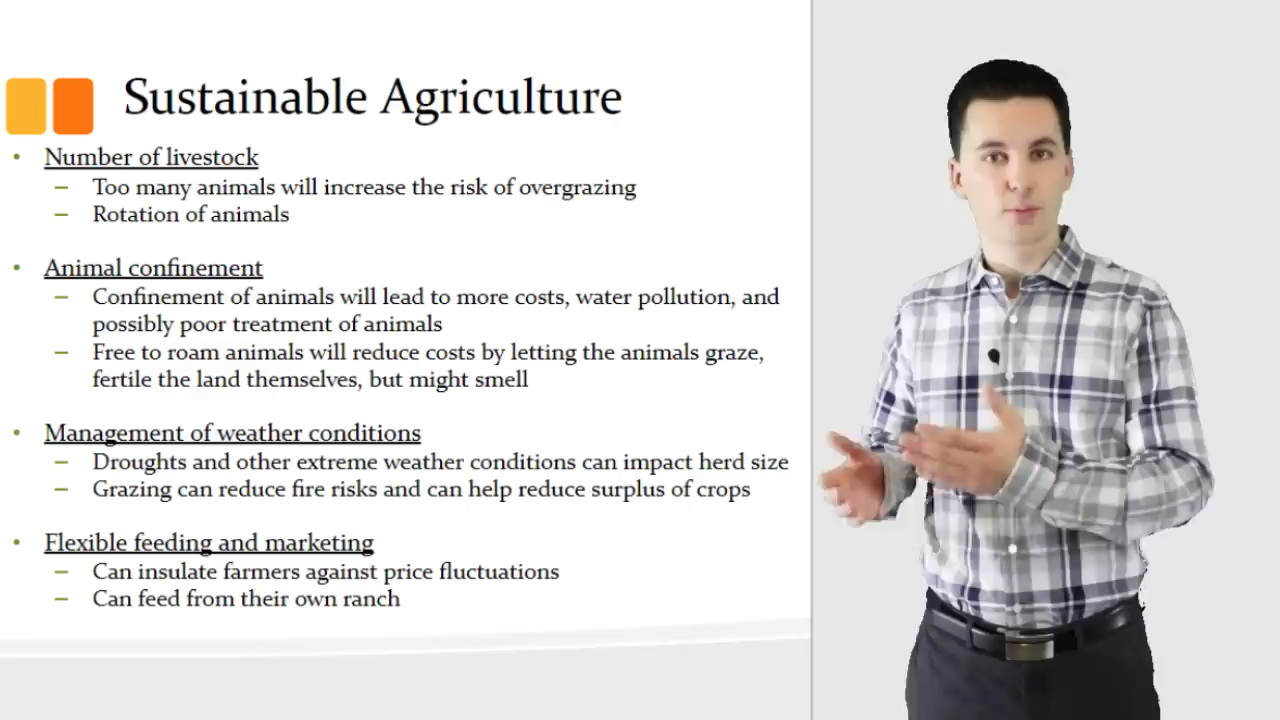 Sustainable Agriculture
• Number of livestock
– Too many animals will increase the risk of overgrazing
– Rotation of animals
• Animal confinement
– Confinement of animals will lead to more costs, water pollution, and
possibly poor treatment of animals
– Free to roam animals will reduce costs by letting the animals graze,
fertile the land themselves, but might smell
• Management of weather conditions
– Droughts and other extreme weather conditions can impact herd size
– Grazing can reduce fire risks and can help reduce surplus of crops
• Flexible feeding and marketing
– Can insulate farmers against price fluctuations
– Can feed from their own ranch